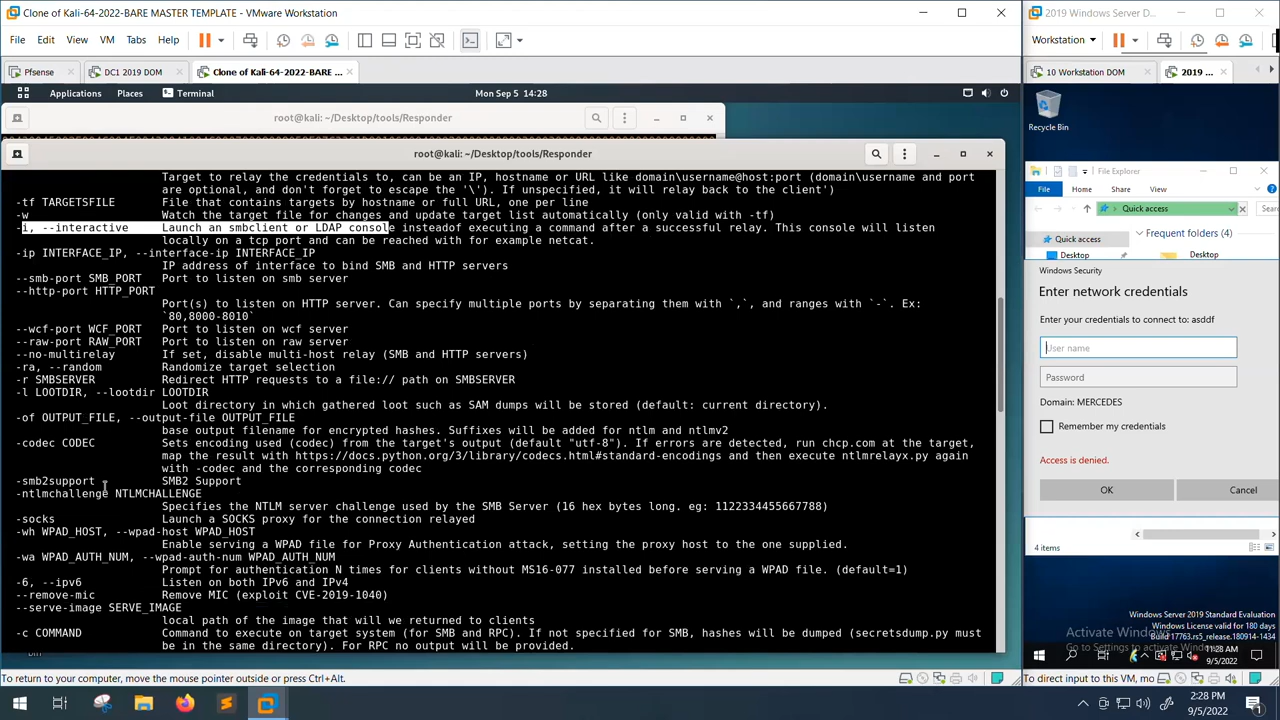 Clone of Kali-64-2022-BARE MASTER TEMPLATE - VMware Workstation
File Edit View VM Tabs Help
Pfsense
DC1 2019 DOM
Clone of Kali-64-2022-BARE ...
Applications Places Terminal
Mon Sep 5 14:28
root@kali: ~/Desktop/tools/Responder
root@kali: ~/Desktop/tools/Responder
Target to relay the credentials to, can be an IP, hostname or URL like domain\username@host:port (domain\username and port
are optional, and don't forget to escape the '\'). If unspecified, it will relay back to the client')
-tf TARGETSFILE File that contains targets by hostname or full URL, one per line
-w Watch the target file for changes and update target list automatically (only valid with -tf)
-i, --interactive Launch an smbclient or LDAP console insteadof executing a command after a successful relay. This console will listen
locally on a tcp port and can be reached with for example netcat.
-ip INTERFACE_IP, --interface-ip INTERFACE_IP
IP address of interface to bind SMB and HTTP servers
--smb-port SMB_PORT Port to listen on smb server
--http-port HTTP_PORT
Port(s) to listen on HTTP server. Can specify multiple ports by separating them with `,`, and ranges with `-`. Ex:
`80,8000-8010`
--wcf-port WCF_PORT Port to listen on wcf server
--raw-port RAW_PORT Port to listen on raw server
--no-multirelay If set, disable multi-host relay (SMB and HTTP servers)
-ra, --random Randomize target selection
-r SMBSERVER Redirect HTTP requests to a file:// path on SMBSERVER
-l LOOTDIR, --lootdir LOOTDIR
Loot directory in which gathered loot such as SAM dumps will be stored (default: current directory).
-of OUTPUT_FILE, --output-file OUTPUT_FILE
base output filename for encrypted hashes. Suffixes will be added for ntlm and ntlmv2
-codec CODEC Sets encoding used (codec) from the target's output (default "utf-8"). If errors are detected, run chcp.com at the target,
map the result with https://docs.python.org/3/library/codecs.html#standard-encodings and then execute ntlmrelayx.py again
with -codec and the corresponding codec
-smb2support SMB2 Support
-ntlmchallenge NTLMCHALLENGE
Specifies the NTLM server challenge used by the SMB Server (16 hex bytes long. eg: 1122334455667788)
-socks Launch a SOCKS proxy for the connection relayed
-wh WPAD_HOST, --wpad-host WPAD_HOST
Enable serving a WPAD file for Proxy Authentication attack, setting the proxy host to the one supplied.
-wa WPAD_AUTH_NUM, --wpad-auth-num WPAD_AUTH_NUM
Prompt for authentication N times for clients without MS16-077 installed before serving a WPAD file. (default=1)
-6, --ipv6 Listen on both IPv6 and IPv4
--remove-mic Remove MIC (exploit CVE-2019-1040)
--serve-image SERVE_IMAGE
local path of the image that will we returned to clients
-c COMMAND Command to execute on target system (for SMB and RPC). If not specified for SMB, hashes will be dumped (secretsdump.py must
be in the same directory). For RPC no output will be provided.
bin
To return to your computer, move the mouse pointer outside or press Ctrl+Alt.
2019 Windows Server D...
Workstation
10 Workstation DOM
2019 ...
Recycle Bin
File Explorer
File Home Share View
Quick access
Quick access
Frequent folders (4)
Desktop
Desktop
Windows Security
Enter network credentials
Enter your credentials to connect to: asddf
User name
Password
Domain: MERCEDES
Remember my credentials
Access is denied.
OK Cancel
4 items
Windows Server 2019 Standard Evaluation
Activate Windows
Windows License valid for 180 days
Go to Settings to activate Windows
Build 17763.rs5_release.180914-1434
11:28 AM
9/5/2022
To direct input to this VM, mo
2:28 PM
9/5/2022